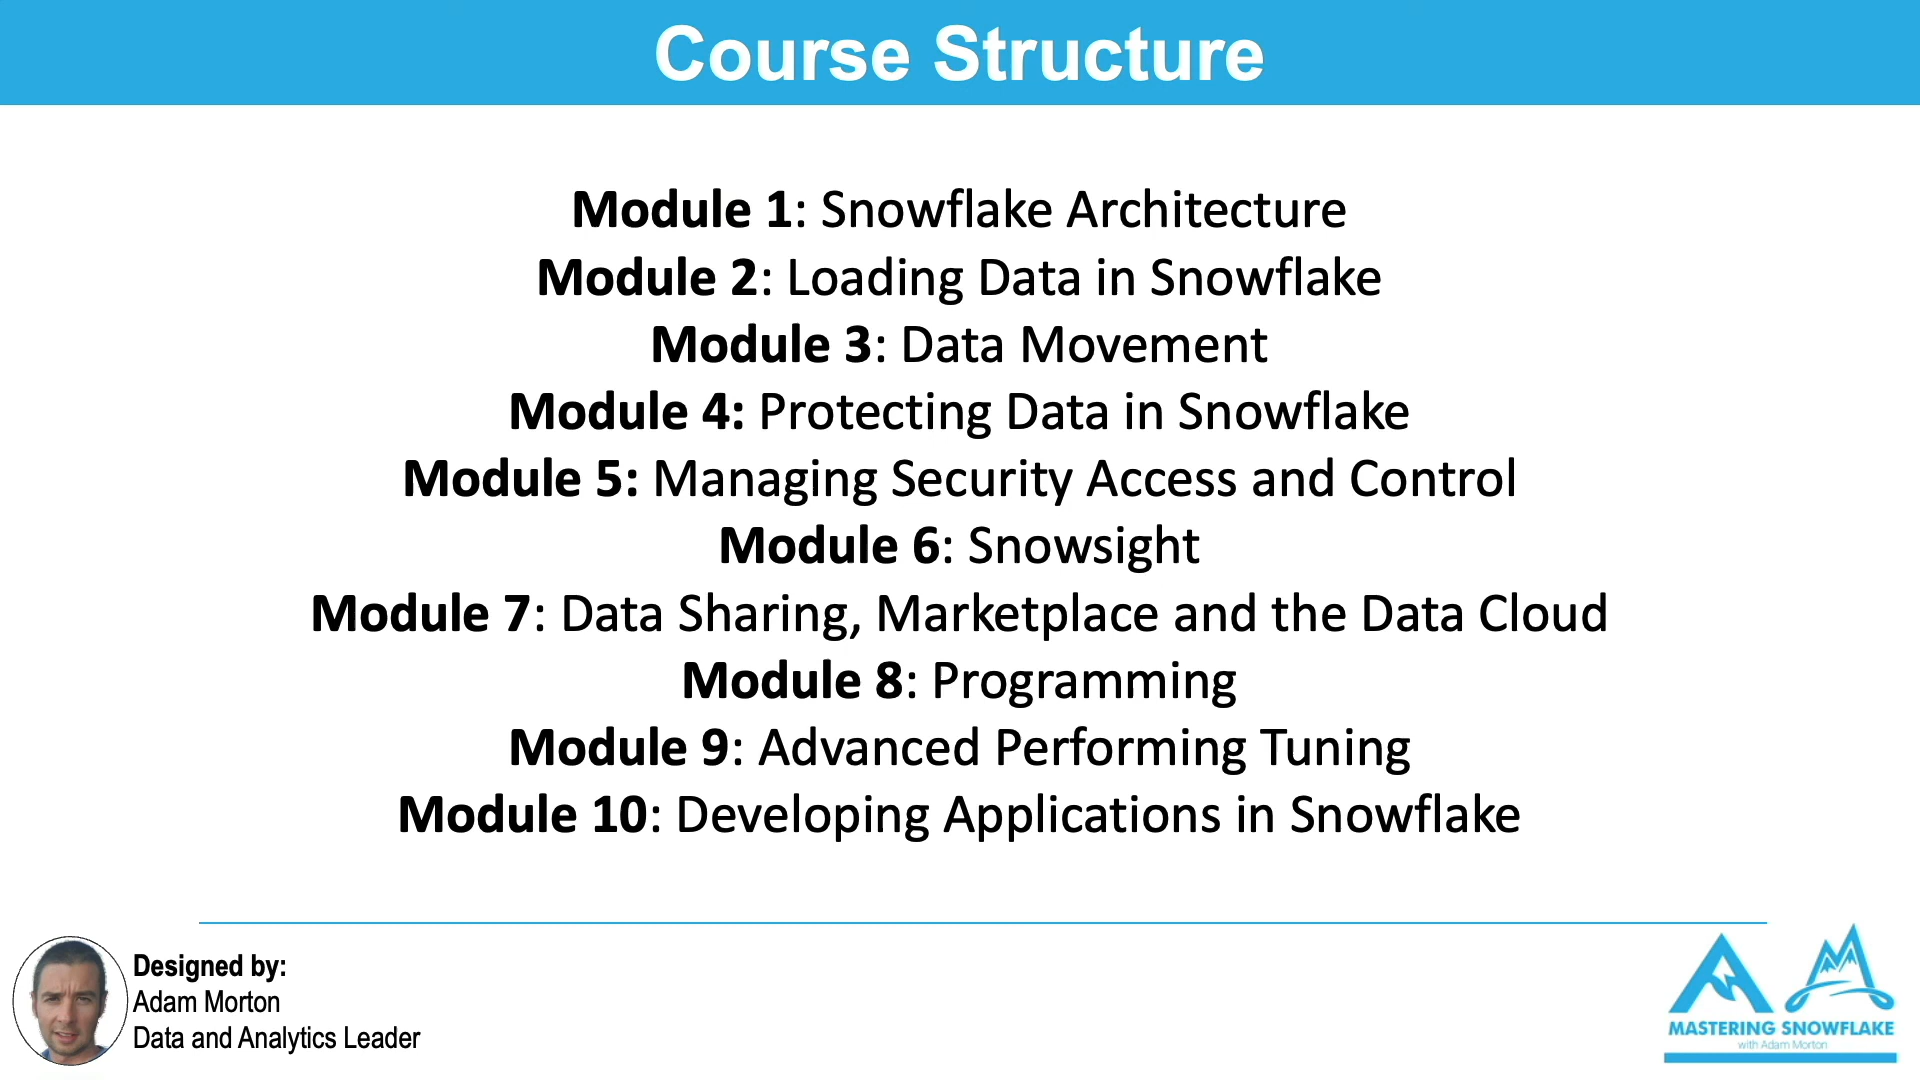 Course Structure
Module 1: Snowflake Architecture
Module 2: Loading Data in Snowflake
Module 3: Data Movement
Module 4: Protecting Data in Snowflake
Module 5: Managing Security Access and Control
Module 6: Snowsight
Module 7: Data Sharing, Marketplace and the Data Cloud
Module 8: Programming
Module 9: Advanced Performing Tuning
Module 10: Developing Applications in Snowflake
Designed by:
Adam Morton
Data and Analytics Leader
MASTERING SNOWFLAKE
with Adam Morton